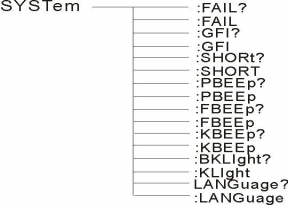 SYSTem
:FAIL?
:FAIL
:GFI?
:GFI
:SHORt?
:SHORT
:PBEEp?
:PBEEp
:FBEEp?
:FBEEp
:KBEEp?
:KBEEp
:BKLIght?
:KLIght
LANGuage?
:LANGuage